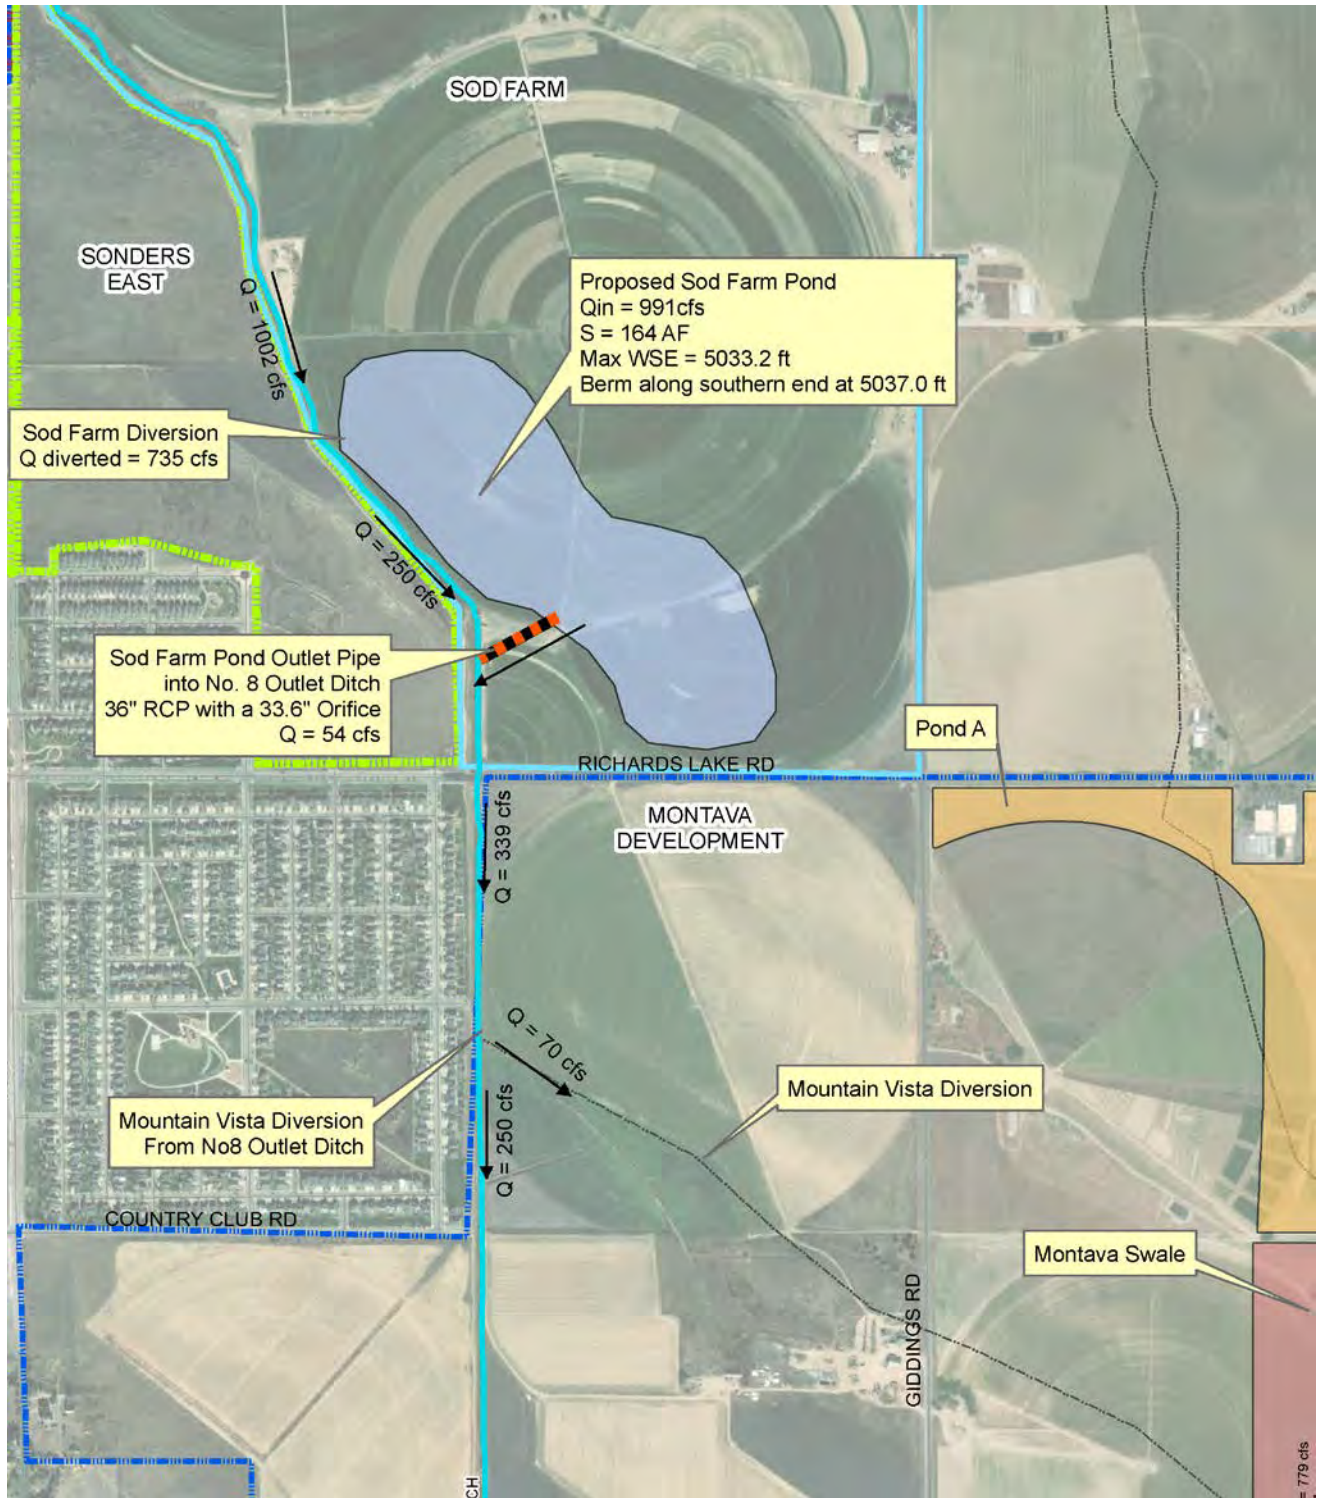 SOD FARM
SONDERS
EAST
Q = 1002 cfs
Proposed Sod Farm Pond
Qin = 991cfs
S = 164 AF
Max WSE = 5033.2 ft
Berm along southern end at 5037.0 ft
Sod Farm Diversion
Q diverted = 735 cfs
Q = 250 cfs
Sod Farm Pond Outlet Pipe
into No. 8 Outlet Ditch
36" RCP with a 33.6" Orifice
Q = 54 cfs
Pond A
RICHARDS LAKE RD
MONTAVA
DEVELOPMENT
Q = 339 cfs
Q = 70 cfs
Mountain Vista Diversion
Mountain Vista Diversion
From No8 Outlet Ditch
Q = 250 cfs
COUNTRY CLUB RD
Montava Swale
GIDDINGS RD
CH
= 779 cfs